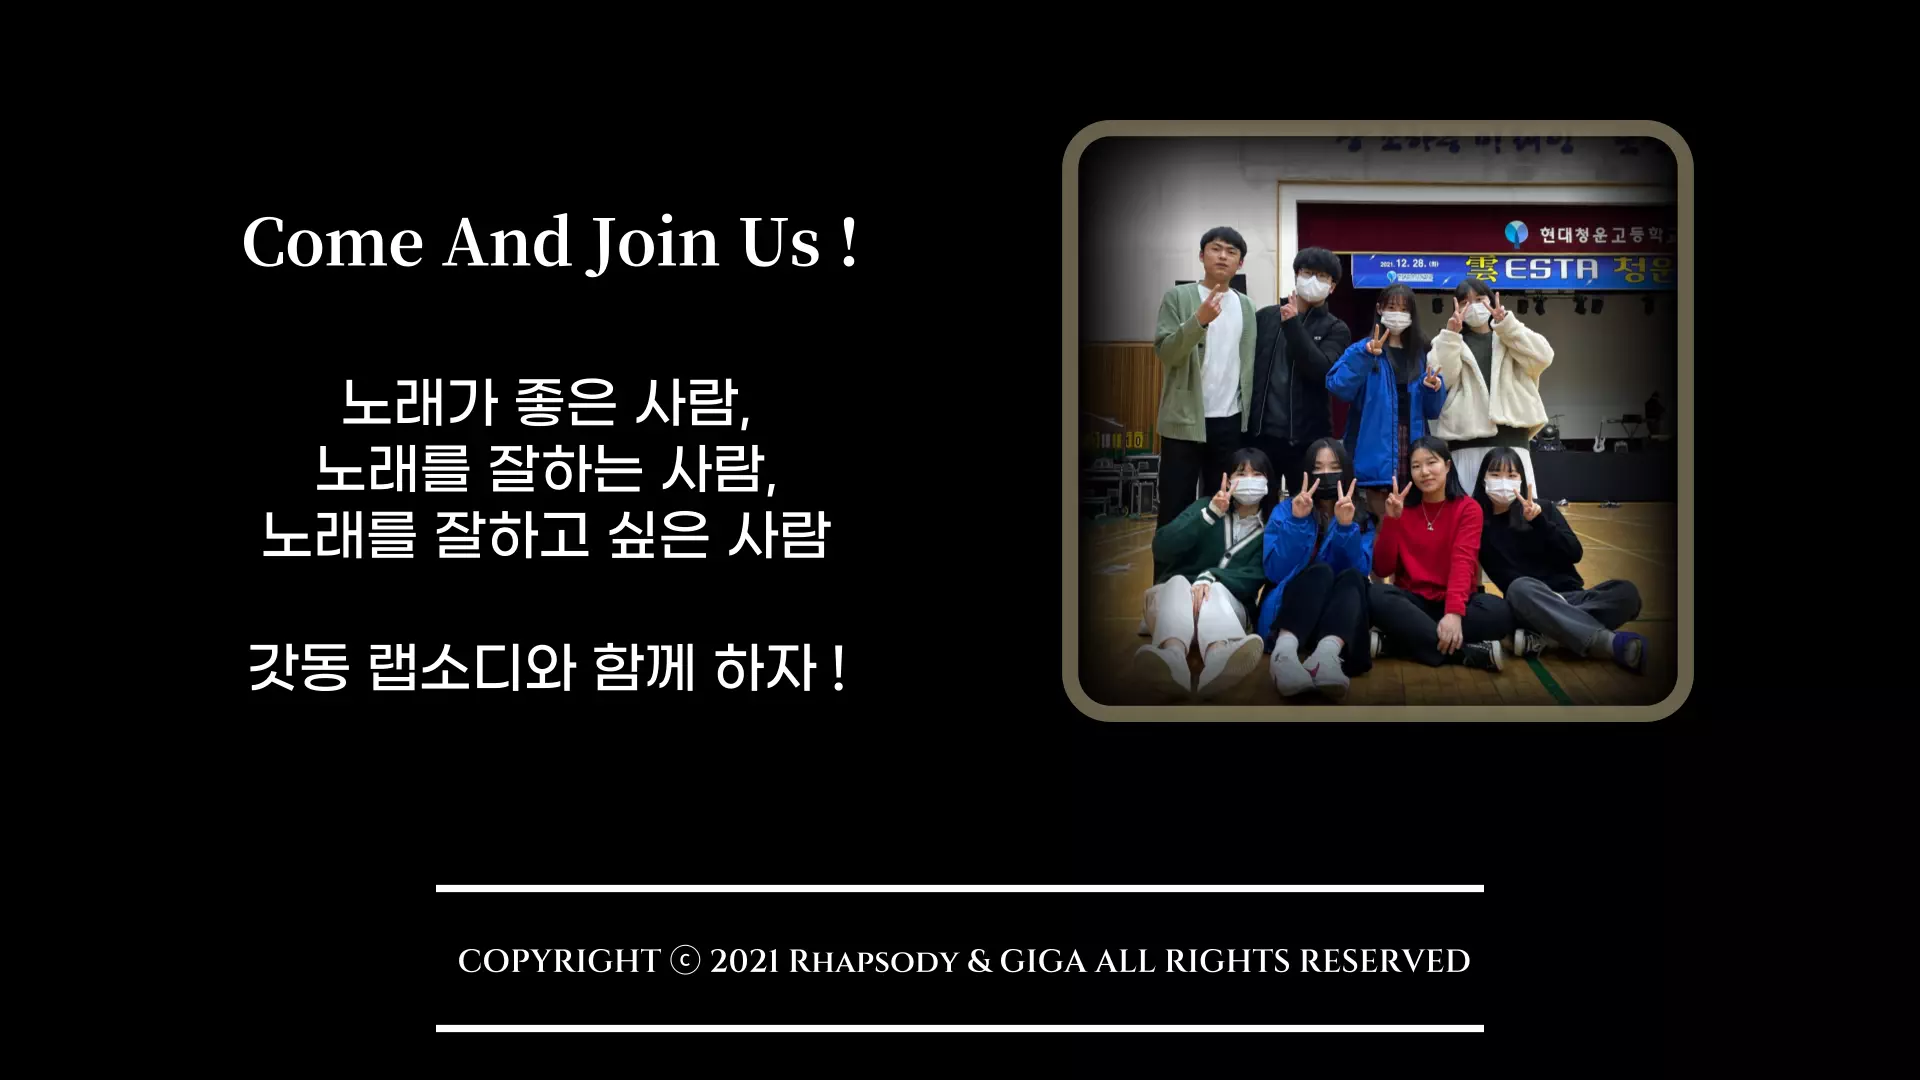 Come And Join Us !
노래가 좋은 사람,
노래를 잘하는 사람,
노래를 잘하고 싶은 사람
갓동 랩소디와 함께 하자 !
현대청운고등학교
2021. 12. 28. (화)
雲ESTA 청운
COPYRIGHT ⓒ 2021 Rhapsody & GIGA ALL RIGHTS RESERVED